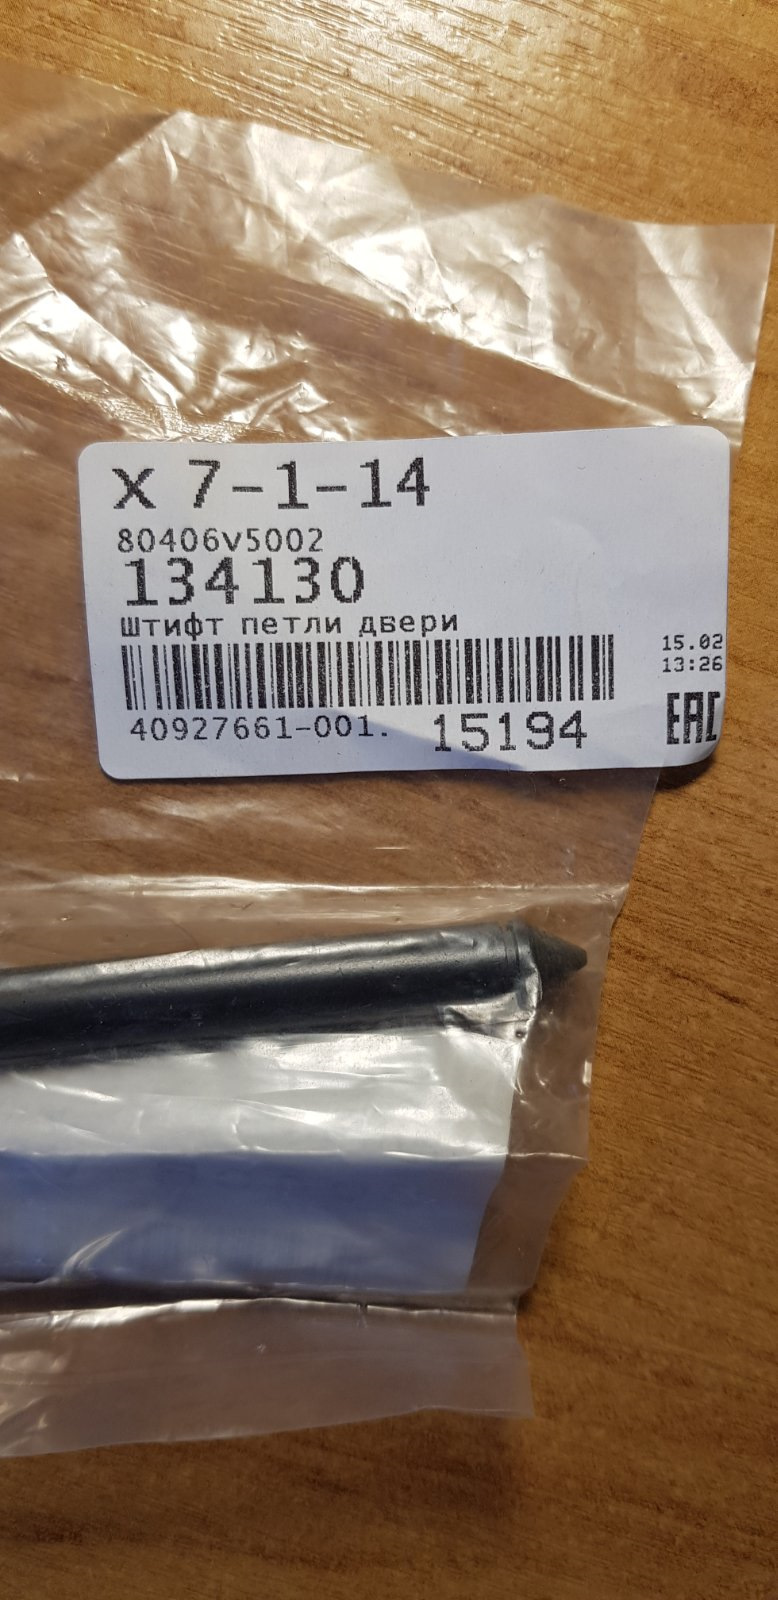 X 7-1-14
80406v5002
134130
штифт петли двери
15.02
13:26
40927661-001. 15194
EAC